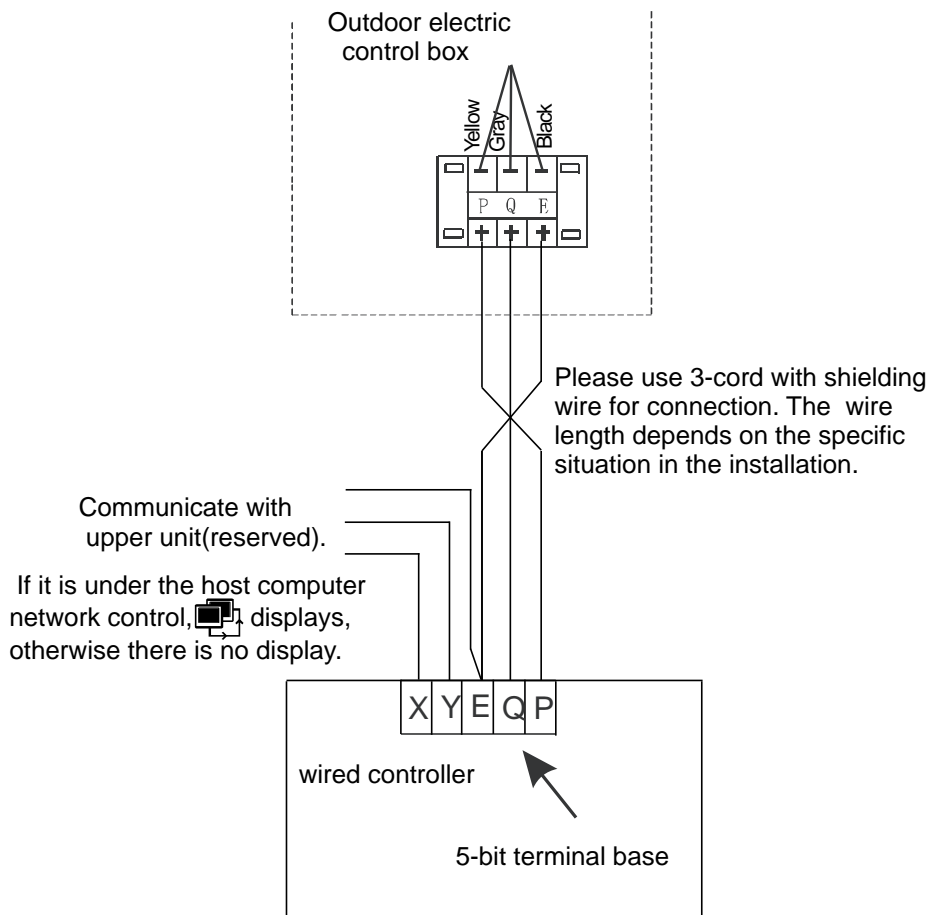 Outdoor electric
control box
Yellow
Gray
Black
P Q E
Please use 3-cord with shielding
wire for connection. The wire
length depends on the specific
situation in the installation.
Communicate with
upper unit(reserved).
If it is under the host computer
network control, displays,
otherwise there is no display.
X Y E Q P
wired controller
5-bit terminal base